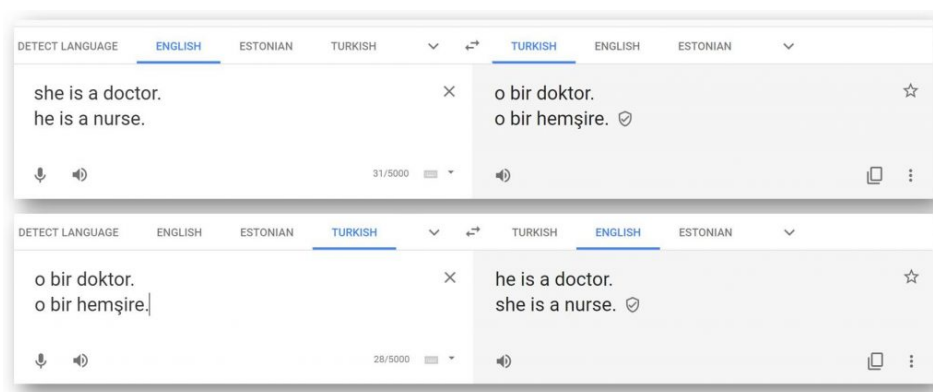 DETECT LANGUAGE ENGLISH ESTONIAN TURKISH TURKISH ENGLISH ESTONIAN
she is a doctor.
he is a nurse.
o bir doktor.
o bir hemşire.
31/5000
DETECT LANGUAGE ENGLISH ESTONIAN TURKISH TURKISH ENGLISH ESTONIAN
o bir doktor.
o bir hemşire.
he is a doctor.
she is a nurse.
28/5000